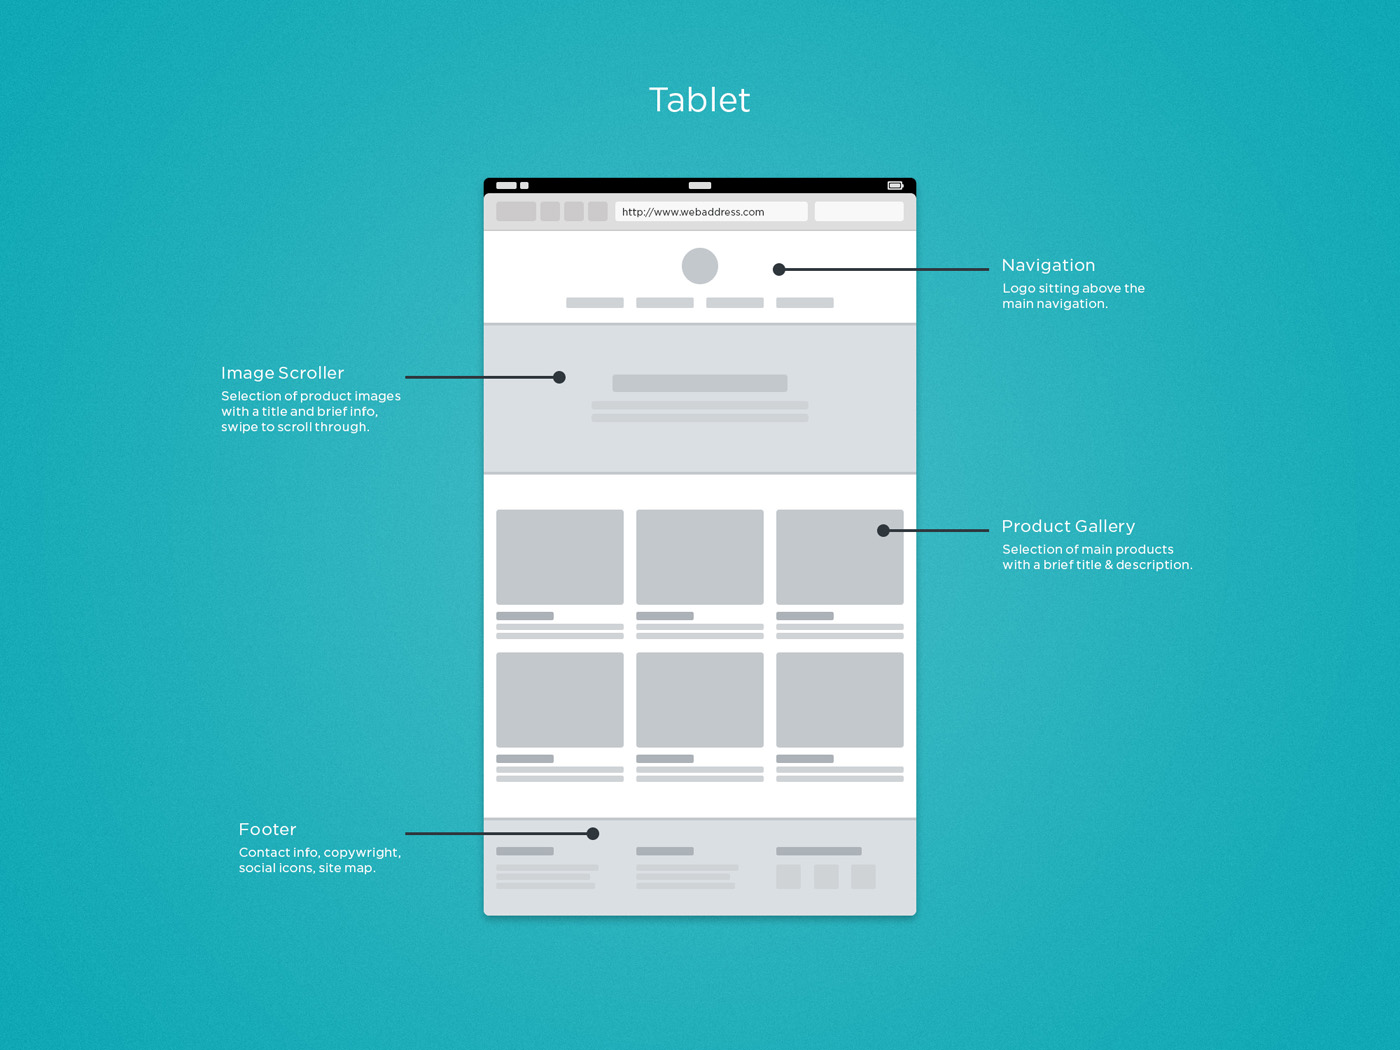 Tablet
http://www.webaddress.com
Navigation
Logo sitting above the
main navigation.
Image Scroller
Selection of product images
with a title and brief info,
swipe to scroll through.
Product Gallery
Selection of main products
with a brief title & description.
Footer
Contact info, copywright,
social icons, site map.